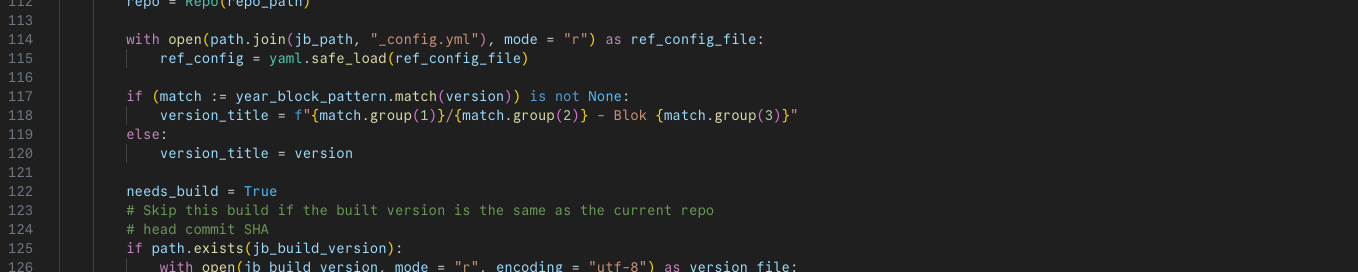 112 repo = Repo(repo_path)
113
114 with open(path.join(jb_path, "_config.yml"), mode = "r") as ref_config_file:
115 ref_config = yaml.safe_load(ref_config_file)
116
117 if (match := year_block_pattern.match(version)) is not None:
118 version_title = f"{match.group(1)}/{match.group(2)} – Blok {match.group(3)}"
119 else:
120 version_title = version
121
122 needs_build = True
123 # Skip this build if the built version is the same as the current repo
124 # head commit SHA
125 if path.exists(jb_build_version):
126 with open(jb_build_version, mode = "r", encoding = "utf-8") as version_file: